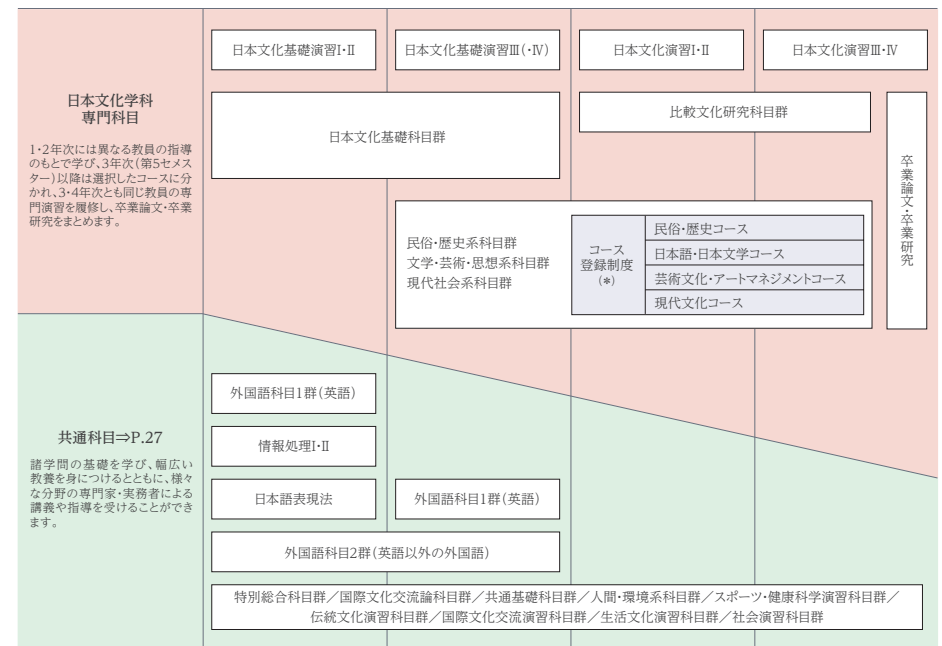 日本文化基礎演習I・II
日本文化基礎演習III(・IV)
日本文化演習I・II
日本文化演習III・IV
日本文化学科
専門科目
1・2年次には異なる教員の指導
のもとで学び、3年次(第5セメス
ター)以降は選択したコースに分
かれ、3・4年次とも同じ教員の専
門演習を履修し、卒業論文・卒業
研究をまとめます。
日本文化基礎科目群
比較文化研究科目群
卒業論文・卒業研究
民俗・歴史系科目群
文学・芸術・思想系科目群
現代社会系科目群
コース
登録制度
(*)
民俗・歴史コース
日本語・日本文学コース
芸術文化・アートマネジメントコース
現代文化コース
共通科目⇒P.27
諸学問の基礎を学び、幅広い
教養を身につけるとともに、様々
な分野の専門家・実務者による
講義や指導を受けることができ
ます。
外国語科目1群(英語)
情報処理I・II
日本語表現法
外国語科目1群(英語)
外国語科目2群(英語以外の外国語)
特別総合科目群/国際文化交流論科目群/共通基礎科目群/人間・環境系科目群/スポーツ・健康科学演習科目群/
伝統文化演習科目群/国際文化交流演習科目群/生活文化演習科目群/社会演習科目群